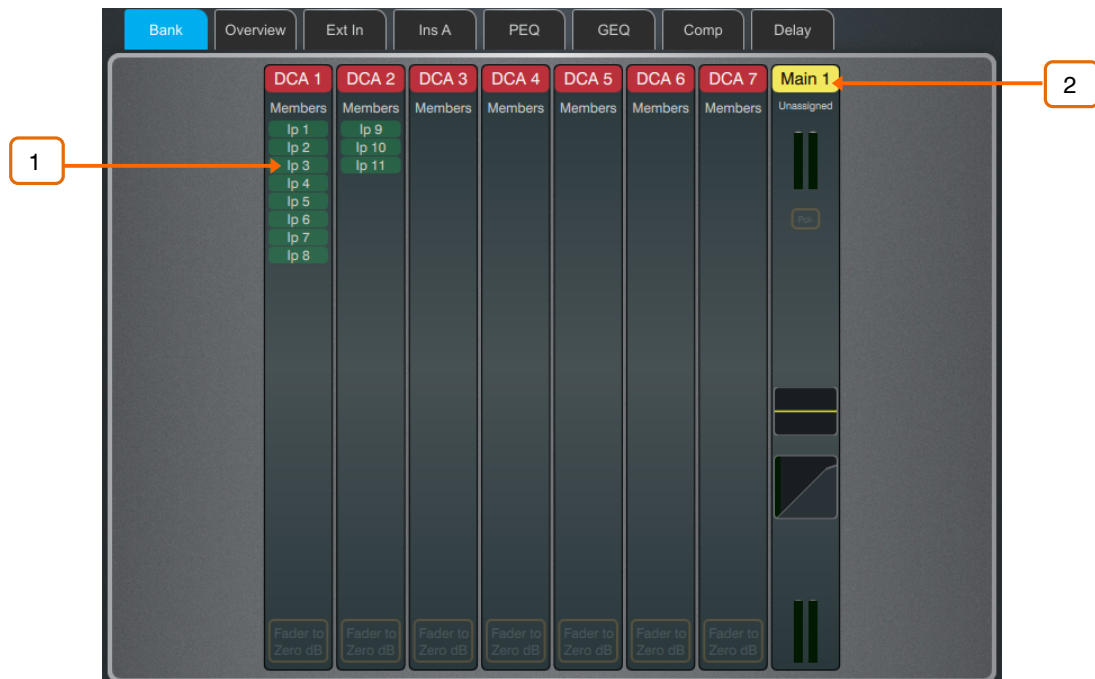 Bank Overview Ext In Ins A PEQ GEQ Comp Delay
DCA 1 DCA 2 DCA 3 DCA 4 DCA 5 DCA 6 DCA 7 Main 1
2
Members Members Members Members Members Members Members Unassigned
Ip 1 Ip 9
Ip 2 Ip 10
1
Ip 3 Ip 11
Ip 4
Ip 5
Ip 6
Ip 7
Ip 8
Pol
Fader to Fader to Fader to Fader to Fader to Fader to Fader to
Zero dB Zero dB Zero dB Zero dB Zero dB Zero dB Zero dB